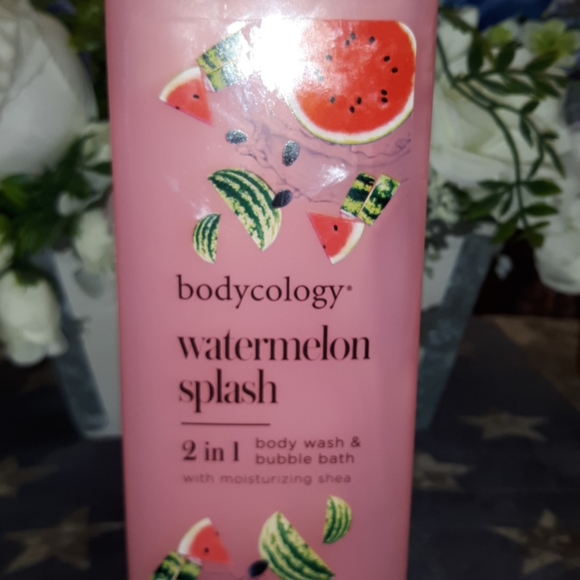 bodycology®
watermelon
splash
2 in 1 body wash &
bubble bath
with moisturizing shea